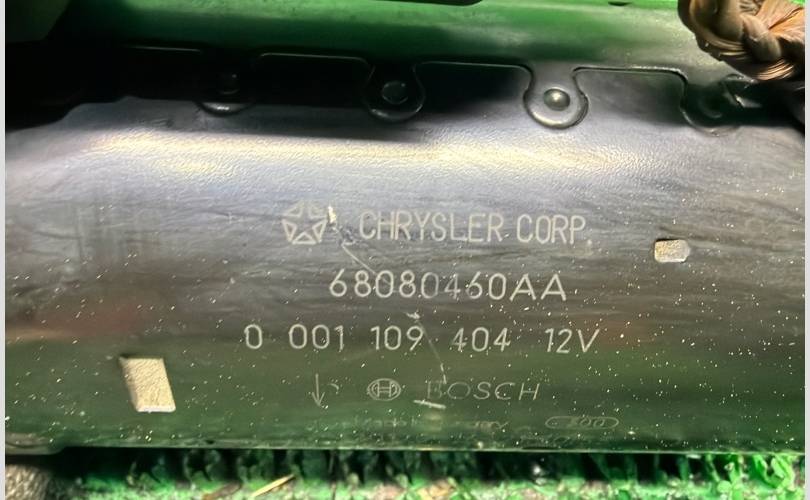 CHRYSLER CORP.
68080460AA
0 001 109 404 12V
BOSCH